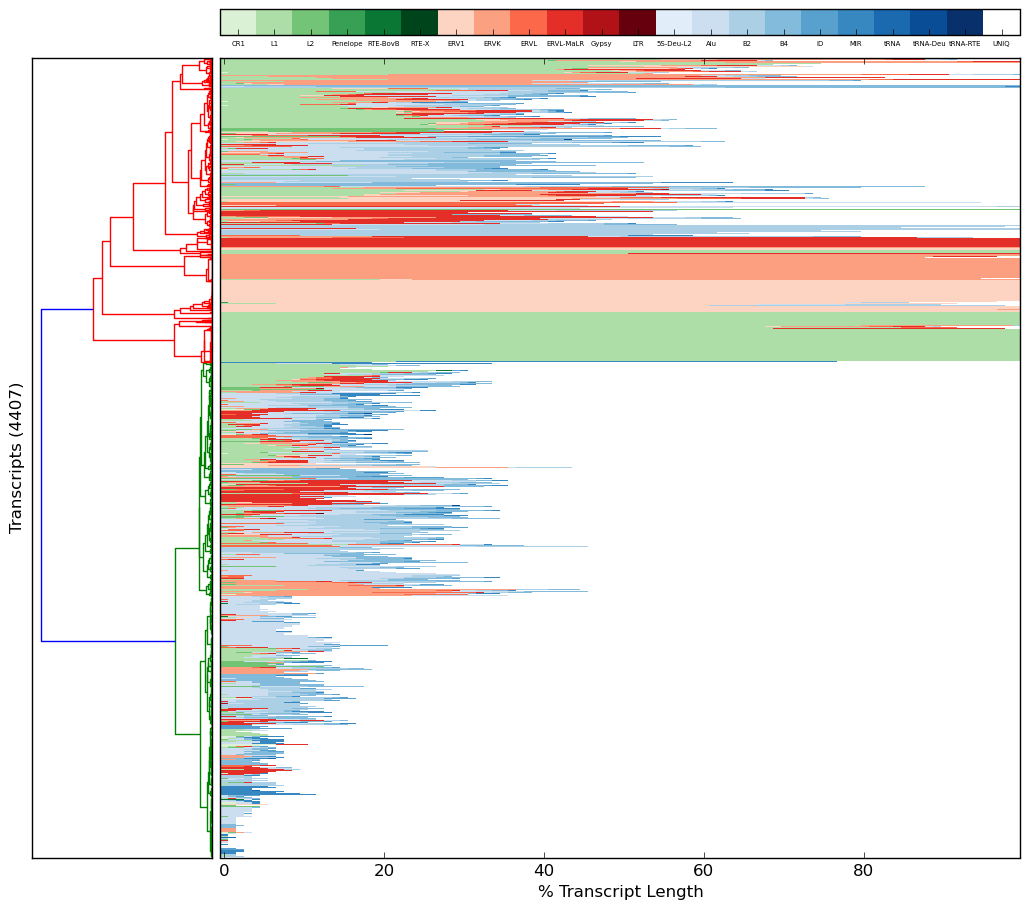 CR1 L1 L2 Penelope RTE-BovB RTE-X ERV1 ERVK ERVL ERVL-MaLR Gypsy LTR 5S-Deu-L2 Alu B2 B4 ID MIR tRNA tRNA-Deu tRNA-RTE UNIQ
Transcripts (4407)
0 20 40 60 80
% Transcript Length